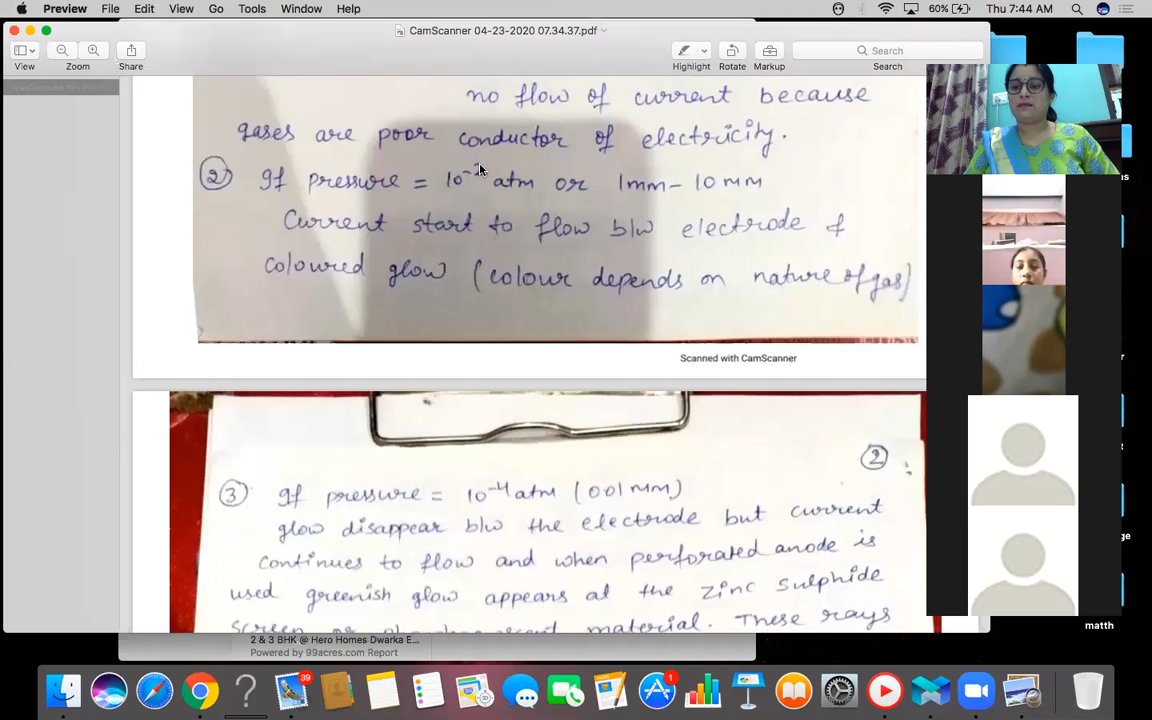 Preview File Edit View Go Tools Window Help
60% Thu 7:44 AM
CamScanner 04-23-2020 07.34.37.pdf
View Zoom Share Highlight Rotate Markup Search
Search
no flow of current because
gases are poor conductor of electricity.
② If pressure = 10⁻² atm or 1mm - 10 mm
Current start to flow b/w electrode &
coloured glow (colour depends on nature of gas)
Scanned with CamScanner
②
③ If pressure = 10⁻⁴ atm (001 MM)
glow disappear b/w the electrode but current
continues to flow and when perforated anode is
used greenish glow appears at the zinc sulphide
screen or material. These rays
matth
2 & 3 BHK @ Hero Homes Dwarka E...
Powered by 99acres.com Report
39
1